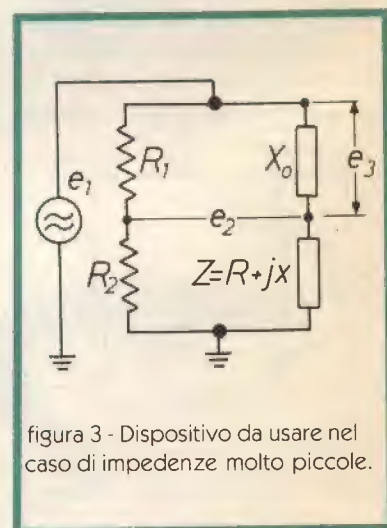 e₁
R₁
R₂
e₂
X₀
e₃
Z=R+jx
figura 3 - Dispositivo da usare nel
caso di impedenze molto piccole.